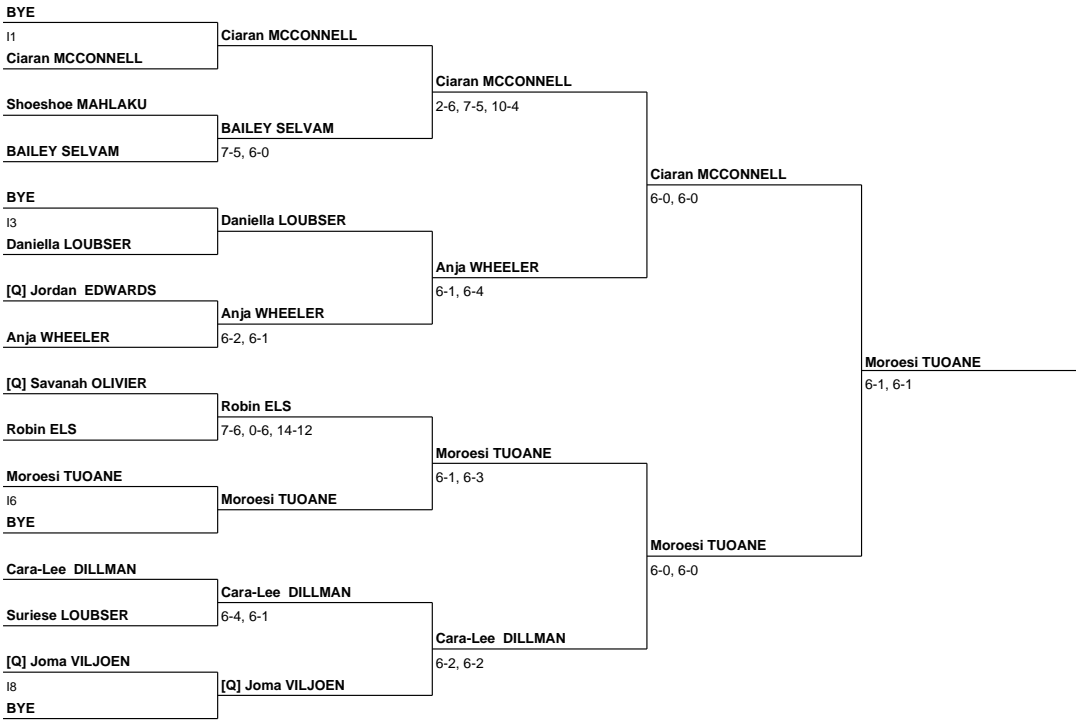 BYE
I1
Ciaran MCCONNELL
Ciaran MCCONNELL
Shoeshoe MAHLAKU
BAILEY SELVAM
BAILEY SELVAM
7-5, 6-0
Ciaran MCCONNELL
2-6, 7-5, 10-4
BYE
I3
Daniella LOUBSER
Daniella LOUBSER
[Q] Jordan  EDWARDS
Anja WHEELER
Anja WHEELER
6-2, 6-1
Anja WHEELER
6-1, 6-4
Ciaran MCCONNELL
6-0, 6-0
[Q] Savanah OLIVIER
Robin ELS
Robin ELS
7-6, 0-6, 14-12
Moroesi TUOANE
I6
BYE
Moroesi TUOANE
Moroesi TUOANE
6-1, 6-3
Cara-Lee  DILLMAN
Suriese LOUBSER
Cara-Lee  DILLMAN
6-4, 6-1
[Q] Joma VILJOEN
I8
BYE
[Q] Joma VILJOEN
Cara-Lee  DILLMAN
6-2, 6-2
Moroesi TUOANE
6-0, 6-0
Moroesi TUOANE
6-1, 6-1